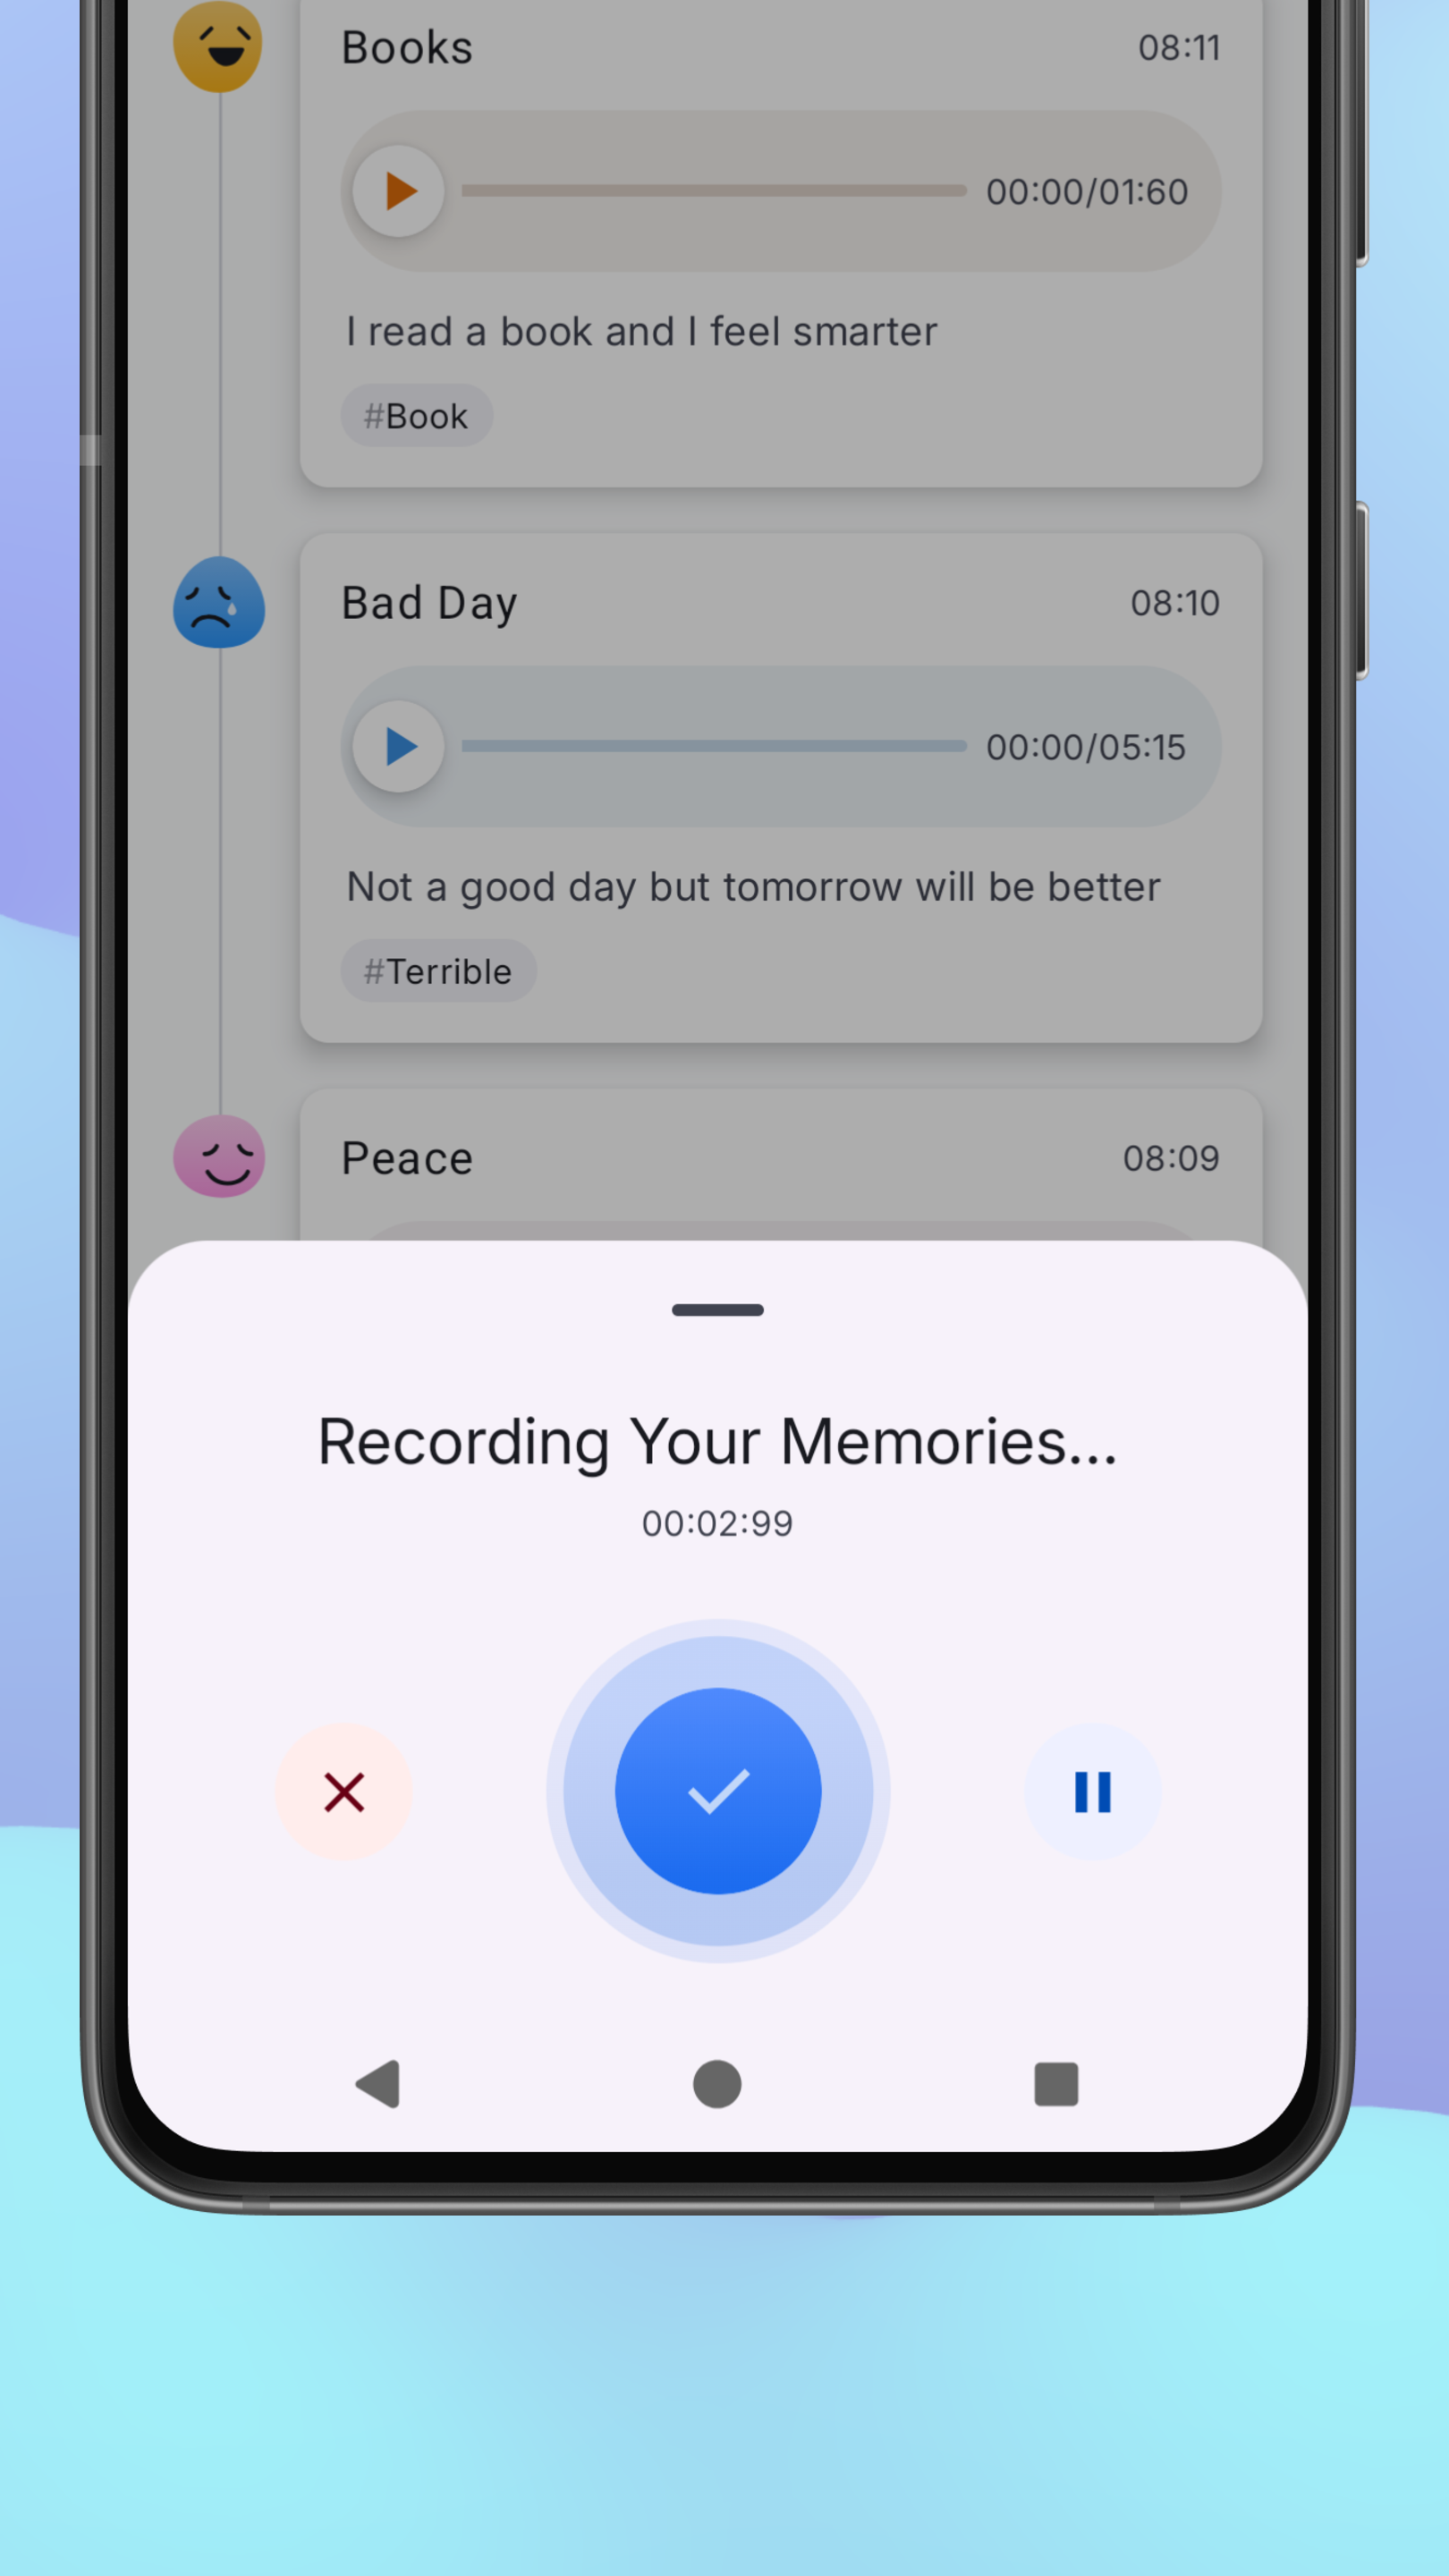 Books 08:11
00:00/01:60
I read a book and I feel smarter
#Book
Bad Day 08:10
00:00/05:15
Not a good day but tomorrow will be better
#Terrible
Peace 08:09
Recording Your Memories...
00:02:99